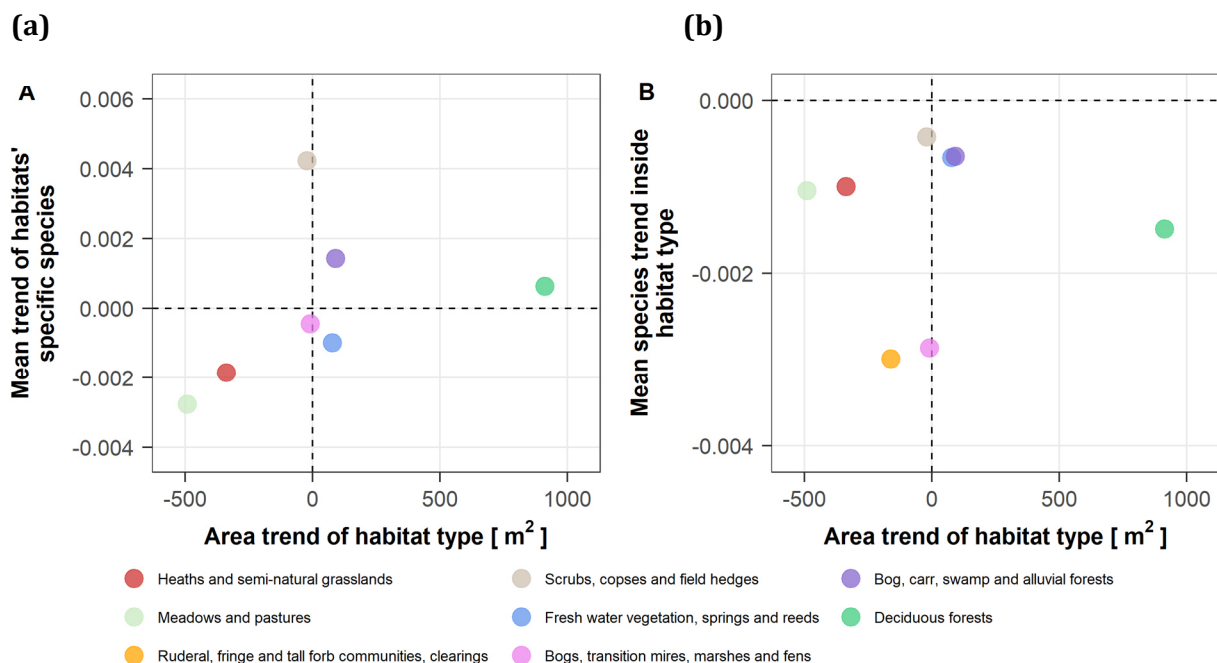 (a)
(b)
A
0.006
0.004
0.002
0.000
-0.002
-0.004
Mean trend of habitats'
specific species
-500
0
500
1000
Area trend of habitat type [ m2 ]
B
0.000
-0.002
-0.004
Mean species trend inside
habitat type
-500
0
500
1000
Area trend of habitat type [ m2 ]
Heaths and semi-natural grasslands
Scrubs, copses and field hedges
Bog, carr, swamp and alluvial forests
Meadows and pastures
Fresh water vegetation, springs and reeds
Deciduous forests
Ruderal, fringe and tall forb communities, clearings
Bogs, transition mires, marshes and fens